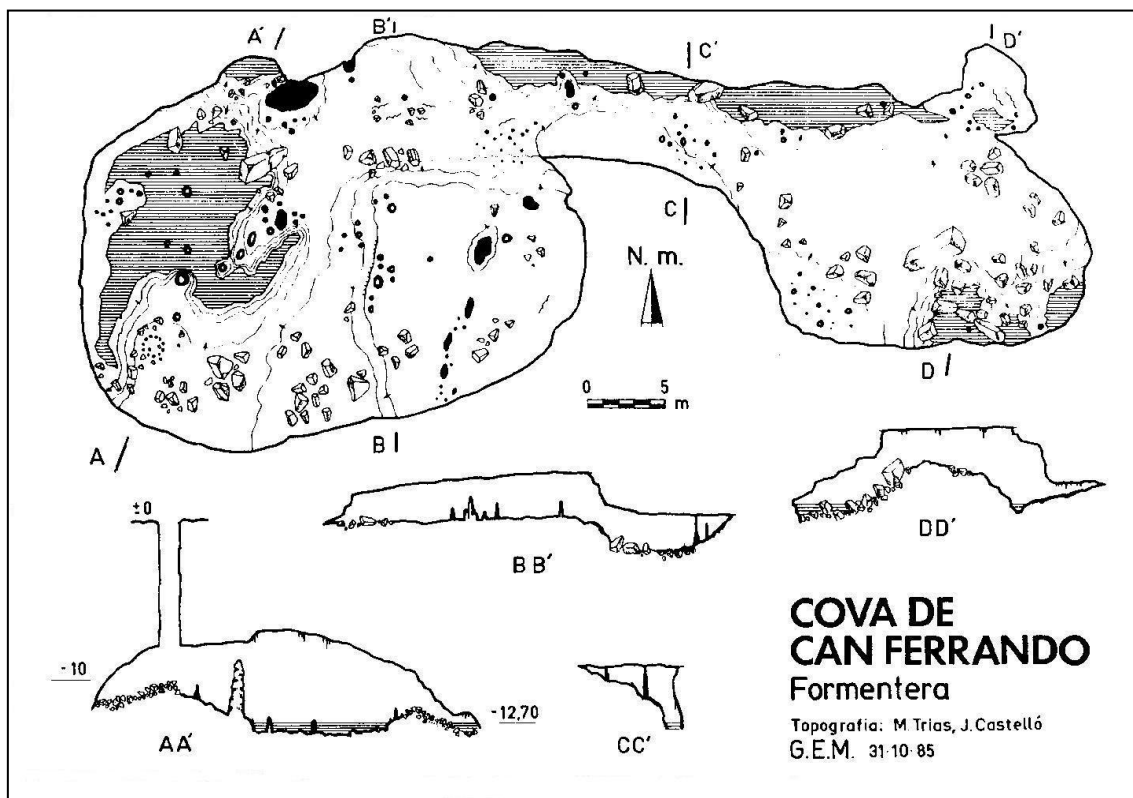 A'
B'
C'
D'
C
N. m.
0 5
m
A
B
D
±0
BB'
DD'
-10
-12,70
AA'
CC'
COVA DE
CAN FERRANDO
Formentera
Topografia: M. Trias, J. Castelló
G.E.M. 31-10-85